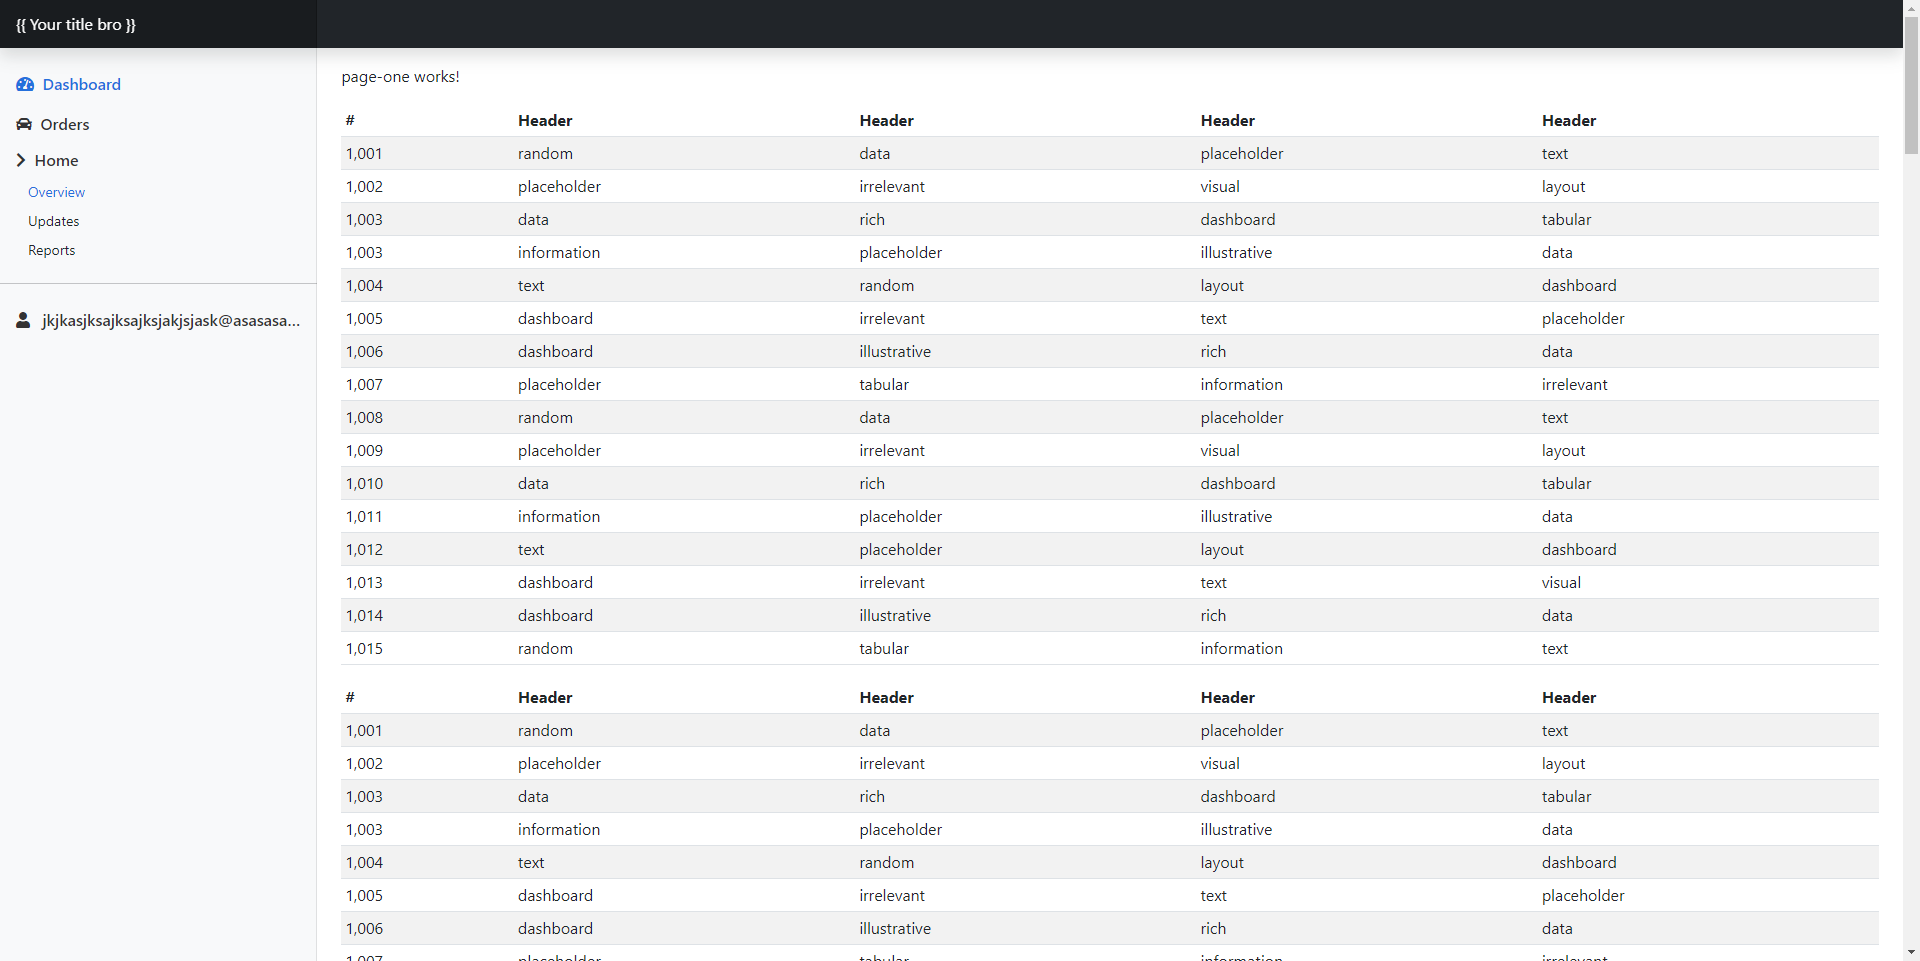 {{ Your title bro }}
Dashboard
Orders
Home
Overview
Updates
Reports
jkjkasjksajksajksjakjsjask@asasasa...
page-one works!
# Header Header Header Header
1,001 random data placeholder text
1,002 placeholder irrelevant visual layout
1,003 data rich dashboard tabular
1,003 information placeholder illustrative data
1,004 text random layout dashboard
1,005 dashboard irrelevant text placeholder
1,006 dashboard illustrative rich data
1,007 placeholder tabular information irrelevant
1,008 random data placeholder text
1,009 placeholder irrelevant visual layout
1,010 data rich dashboard tabular
1,011 information placeholder illustrative data
1,012 text placeholder layout dashboard
1,013 dashboard irrelevant text visual
1,014 dashboard illustrative rich data
1,015 random tabular information text
# Header Header Header Header
1,001 random data placeholder text
1,002 placeholder irrelevant visual layout
1,003 data rich dashboard tabular
1,003 information placeholder illustrative data
1,004 text random layout dashboard
1,005 dashboard irrelevant text placeholder
1,006 dashboard illustrative rich data
1,007 placeholder tabular information irrelevant